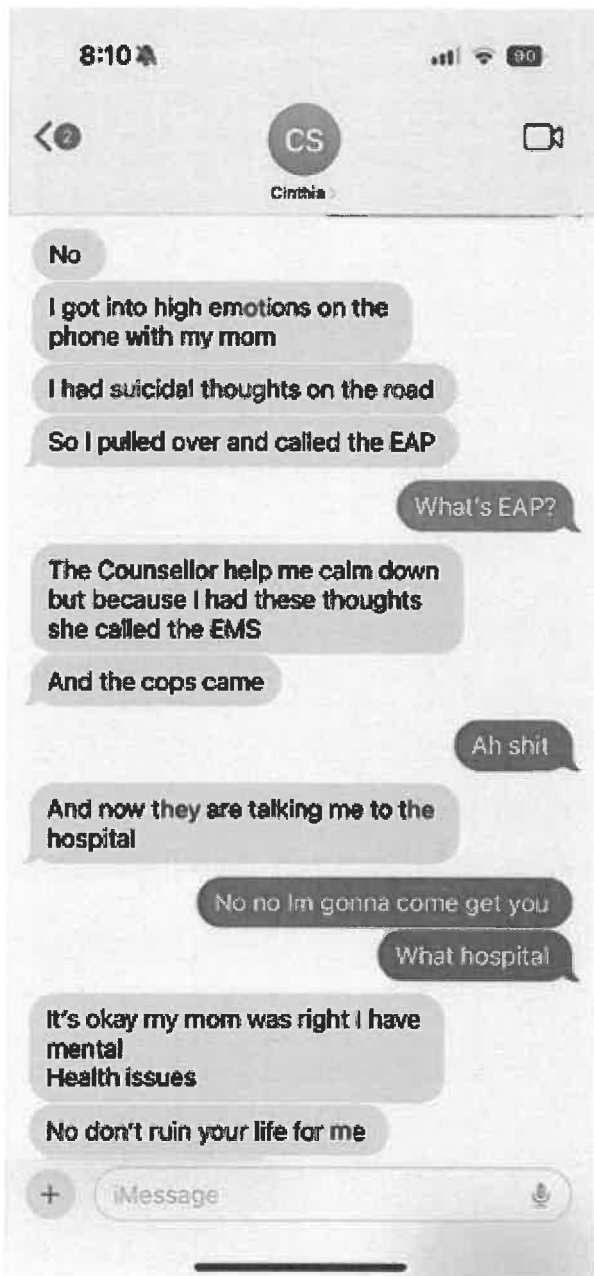 8:10
90
2
CS
Cinthia
No
I got into high emotions on the
phone with my mom
I had suicidal thoughts on the road
So I pulled over and called the EAP
What's EAP?
The Counsellor help me calm down
but because I had these thoughts
she called the EMS
And the cops came
Ah shit
And now they are talking me to the
hospital
No no Im gonna come get you
What hospital
It's okay my mom was right I have
mental
Health issues
No don't ruin your life for me
+
iMessage